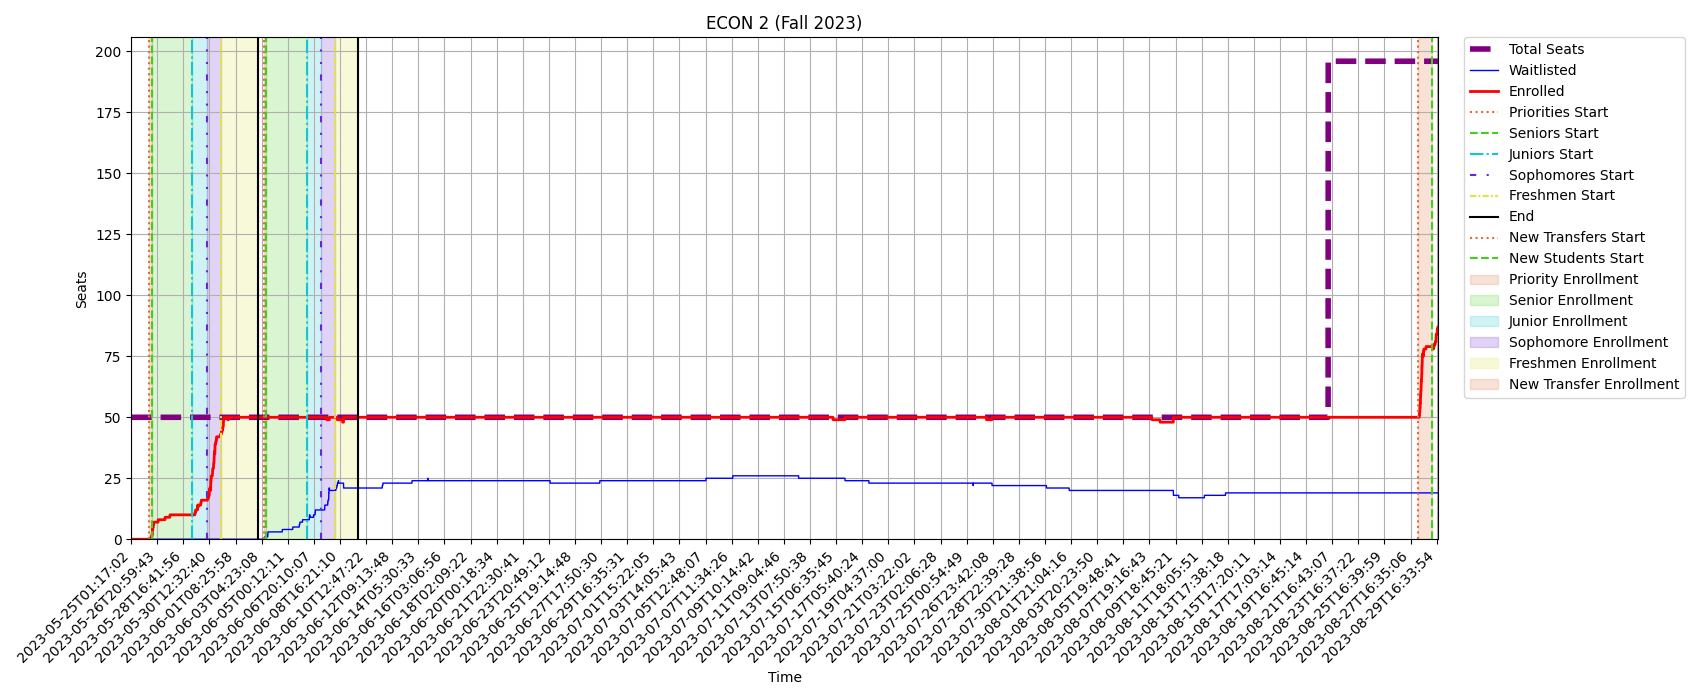 ECON 2 (Fall 2023)
200
175
150
125
100
75
50
25
0
Seats
2023-05-25T01:17:02
2023-05-26T20:59:43
2023-05-28T16:41:56
2023-05-30T12:32:40
2023-06-01T08:25:58
2023-06-03T04:23:09
2023-06-05T00:12:11
2023-06-06T20:10:07
2023-06-08T16:21:10
2023-06-10T12:47:22
2023-06-12T09:13:48
2023-06-14T05:30:33
2023-06-16T03:06:56
2023-06-18T02:09:22
2023-06-20T00:18:34
2023-06-21T22:30:41
2023-06-23T20:49:12
2023-06-25T19:14:48
2023-06-27T17:50:30
2023-06-29T16:35:31
2023-07-01T15:22:05
2023-07-03T14:05:43
2023-07-05T12:48:07
2023-07-07T11:34:26
2023-07-09T10:14:42
2023-07-11T09:04:46
2023-07-13T07:50:38
2023-07-15T06:35:45
2023-07-17T05:40:24
2023-07-19T04:37:00
2023-07-21T03:22:02
2023-07-23T02:06:28
2023-07-25T00:54:49
2023-07-26T23:42:08
2023-07-28T22:39:28
2023-07-30T21:38:56
2023-08-01T21:04:16
2023-08-03T20:23:50
2023-08-05T19:48:41
2023-08-07T19:16:43
2023-08-09T18:45:21
2023-08-11T18:05:51
2023-08-13T17:38:18
2023-08-15T17:20:11
2023-08-17T17:03:14
2023-08-19T16:45:14
2023-08-21T16:43:07
2023-08-23T16:37:22
2023-08-25T16:39:59
2023-08-27T16:35:06
2023-08-29T16:33:54
Time
Total Seats
Waitlisted
Enrolled
Priorities Start
Seniors Start
Juniors Start
Sophomores Start
Freshmen Start
End
New Transfers Start
New Students Start
Priority Enrollment
Senior Enrollment
Junior Enrollment
Sophomore Enrollment
Freshmen Enrollment
New Transfer Enrollment